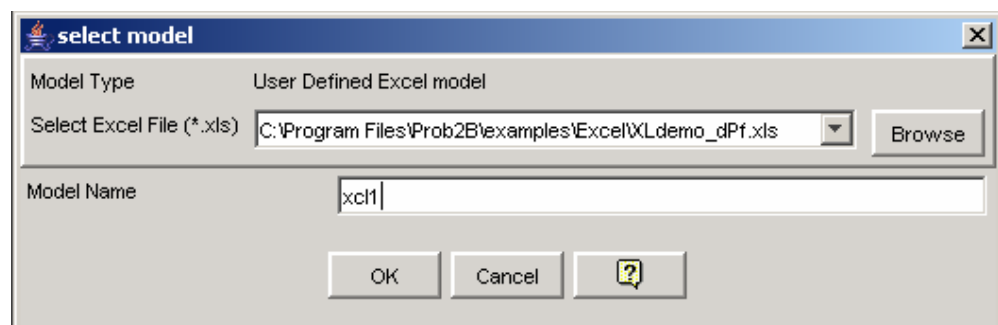 select model
Model Type User Defined Excel model
Select Excel File (*.xls) C:\Program Files\Prob2B\examples\Excel\XLdemo_dPf.xls Browse
Model Name xcl1
OK Cancel ?